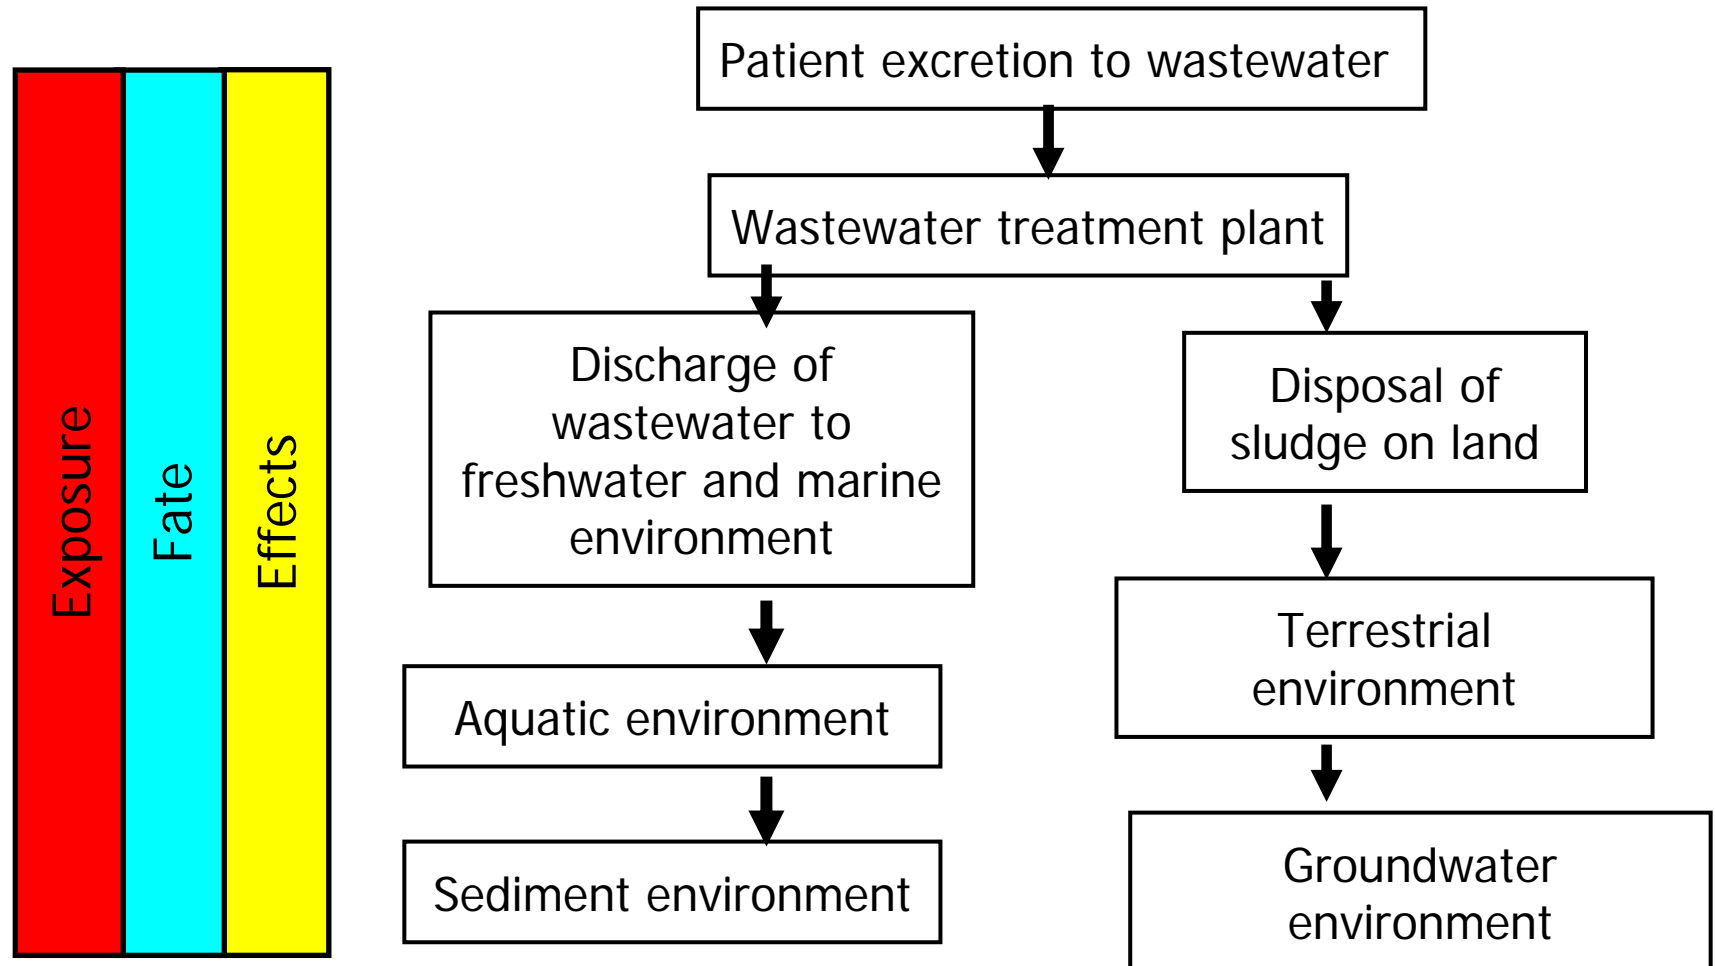 Exposure
Fate
Effects
Patient excretion to wastewater
Wastewater treatment plant
Discharge of
wastewater to
freshwater and marine
environment
Aquatic environment
Sediment environment
Disposal of
sludge on land
Terrestrial
environment
Groundwater
environment